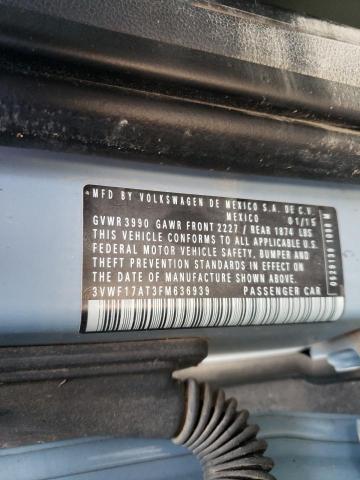 MFD BY VOLKSWAGEN DE MEXICO S.A. DE C.V.
MEXICO 01/15
GVWR 3990 GAWR FRONT 2227 / REAR 1874 LBS
THIS VEHICLE CONFORMS TO ALL APPLICABLE U.S.
FEDERAL MOTOR VEHICLE SAFETY, BUMPER AND
THEFT PREVENTION STANDARDS IN EFFECT ON THE
DATE OF MANUFACTURE SHOWN ABOVE.
3VWF17AT3FM636939 PASSENGER CAR